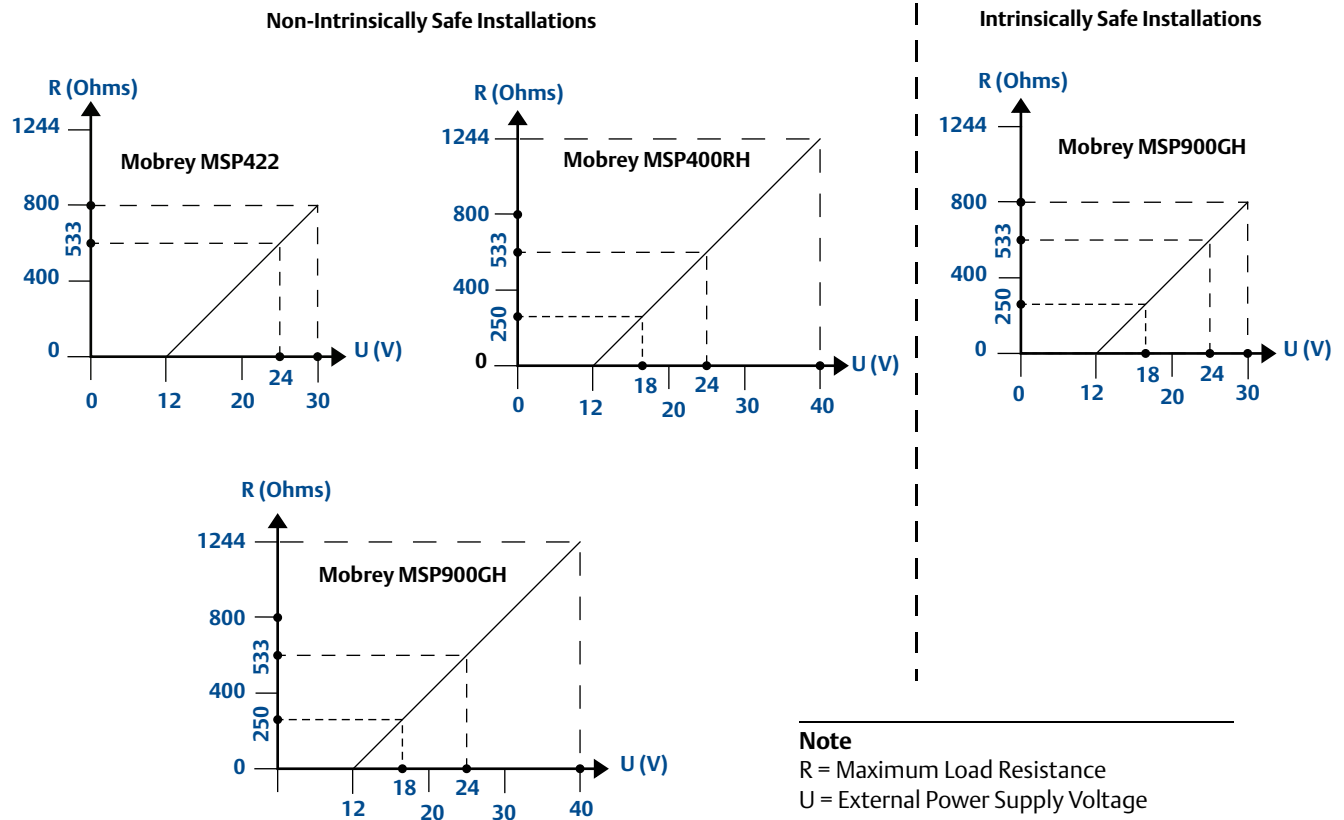 Non-Intrinsically Safe Installations
Intrinsically Safe Installations
R (Ohms)
1244
Mobrey MSP422
800
533
400
0
U (V)
24
0 12 20 30
R (Ohms)
1244
Mobrey MSP400RH
800
533
400
250
0
U (V)
18 24
0 12 20 30 40
R (Ohms)
1244
Mobrey MSP900GH
800
533
400
250
0
U (V)
18 24
0 12 20 30
R (Ohms)
1244
Mobrey MSP900GH
800
533
400
250
0
U (V)
18 24
12 20 30 40
Note
R = Maximum Load Resistance
U = External Power Supply Voltage